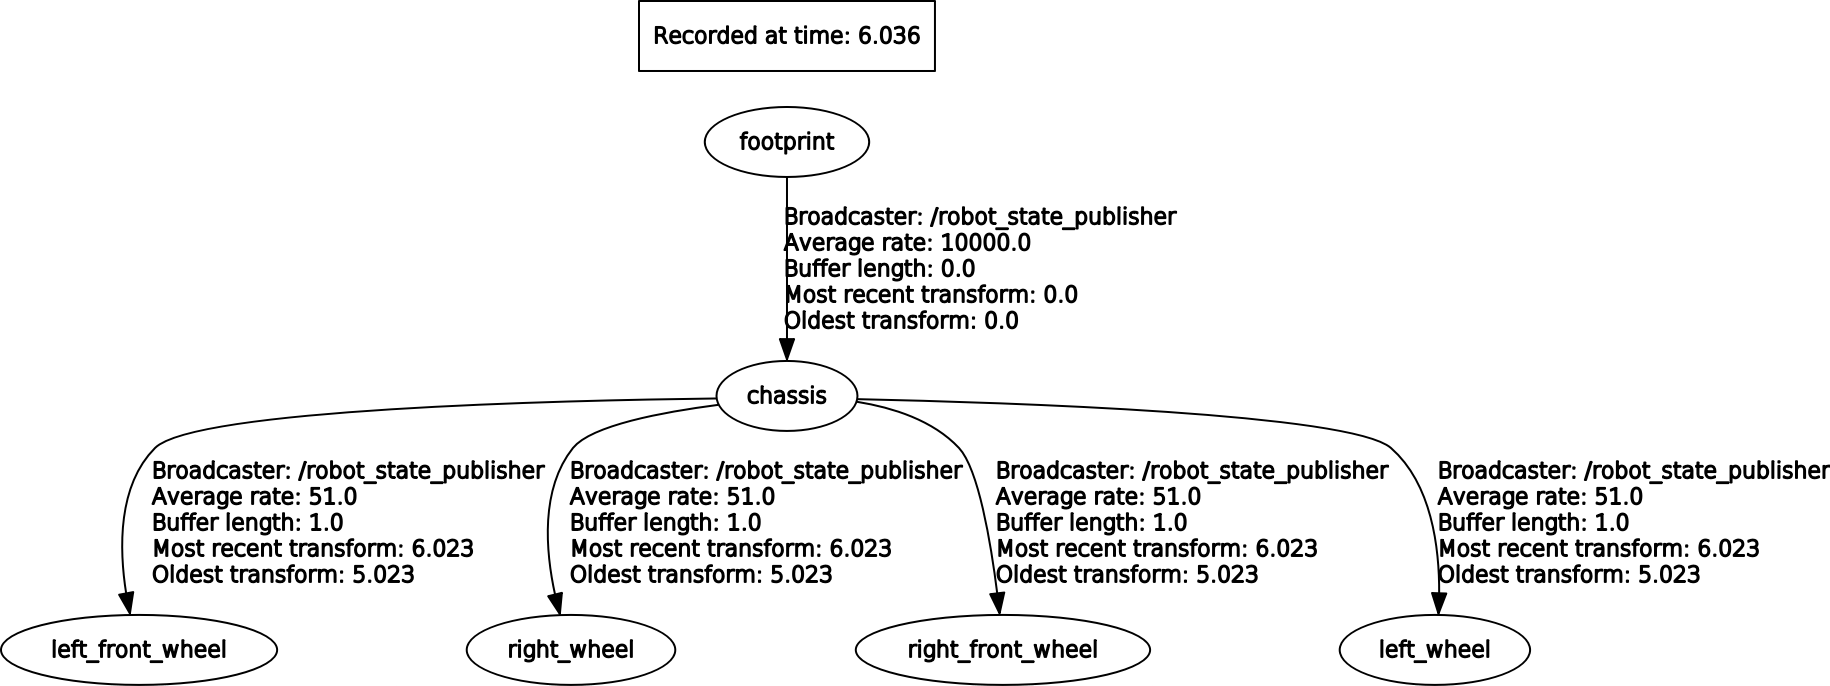 Recorded at time: 6.036
footprint
Broadcaster: /robot_state_publisher
Average rate: 10000.0
Buffer length: 0.0
Most recent transform: 0.0
Oldest transform: 0.0
chassis
Broadcaster: /robot_state_publisher
Average rate: 51.0
Buffer length: 1.0
Most recent transform: 6.023
Oldest transform: 5.023
Broadcaster: /robot_state_publisher
Average rate: 51.0
Buffer length: 1.0
Most recent transform: 6.023
Oldest transform: 5.023
Broadcaster: /robot_state_publisher
Average rate: 51.0
Buffer length: 1.0
Most recent transform: 6.023
Oldest transform: 5.023
Broadcaster: /robot_state_publisher
Average rate: 51.0
Buffer length: 1.0
Most recent transform: 6.023
Oldest transform: 5.023
left_front_wheel
right_wheel
right_front_wheel
left_wheel